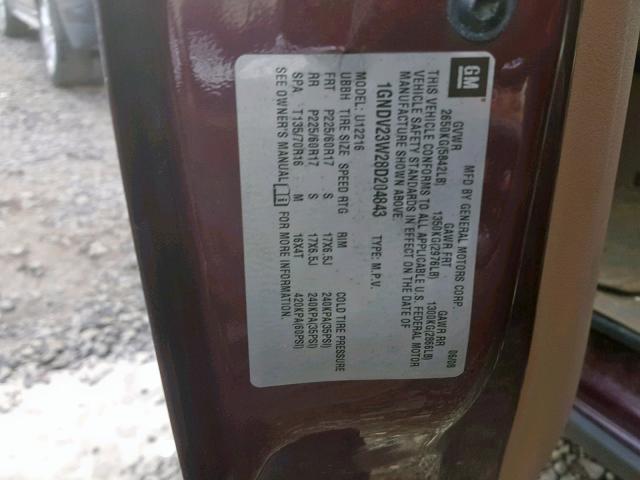 GM
MFD BY GENERAL MOTORS CORP. 06/08
GVWR GAWR FRT GAWR RR
2650KG(5842LB) 1350KG(2976LB) 1300KG(2866LB)
THIS VEHICLE CONFORMS TO ALL APPLICABLE U.S. FEDERAL MOTOR
VEHICLE SAFETY STANDARDS IN EFFECT ON THE DATE OF
MANUFACTURE SHOWN ABOVE.
1GNDV23W28D204843 TYPE: M.P.V.
MODEL: U12216
UBBH TIRE SIZE SPEED RTG RIM COLD TIRE PRESSURE
FRT P225/60R17 S 17X6.5J 240KPA(35PSI)
RR P225/60R17 S 17X6.5J 240KPA(35PSI)
SPA T135/70R16 M 16X4T 420KPA(60PSI)
SEE OWNER'S MANUAL FOR MORE INFORMATION.